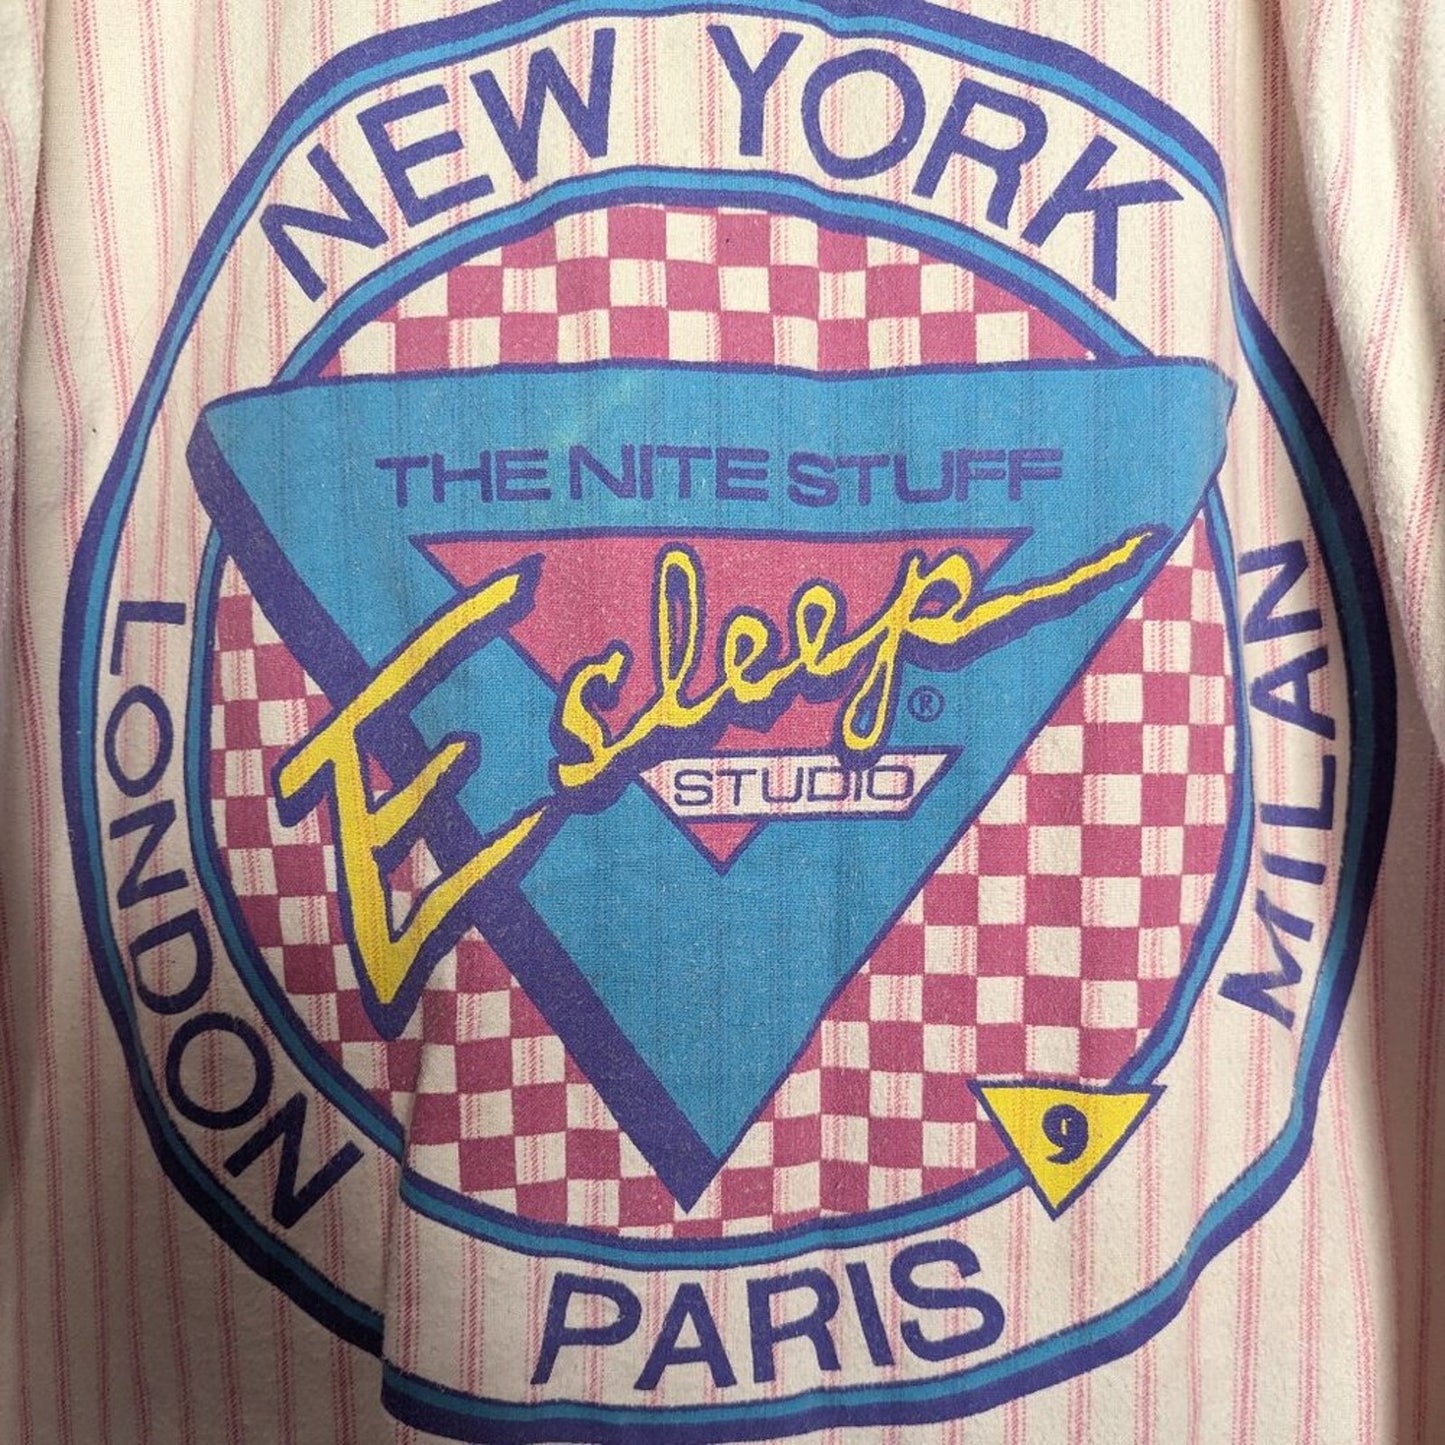 NEW YORK
THE NITE STUFF
Esleep®
STUDIO
LONDON
MILAN
9
PARIS